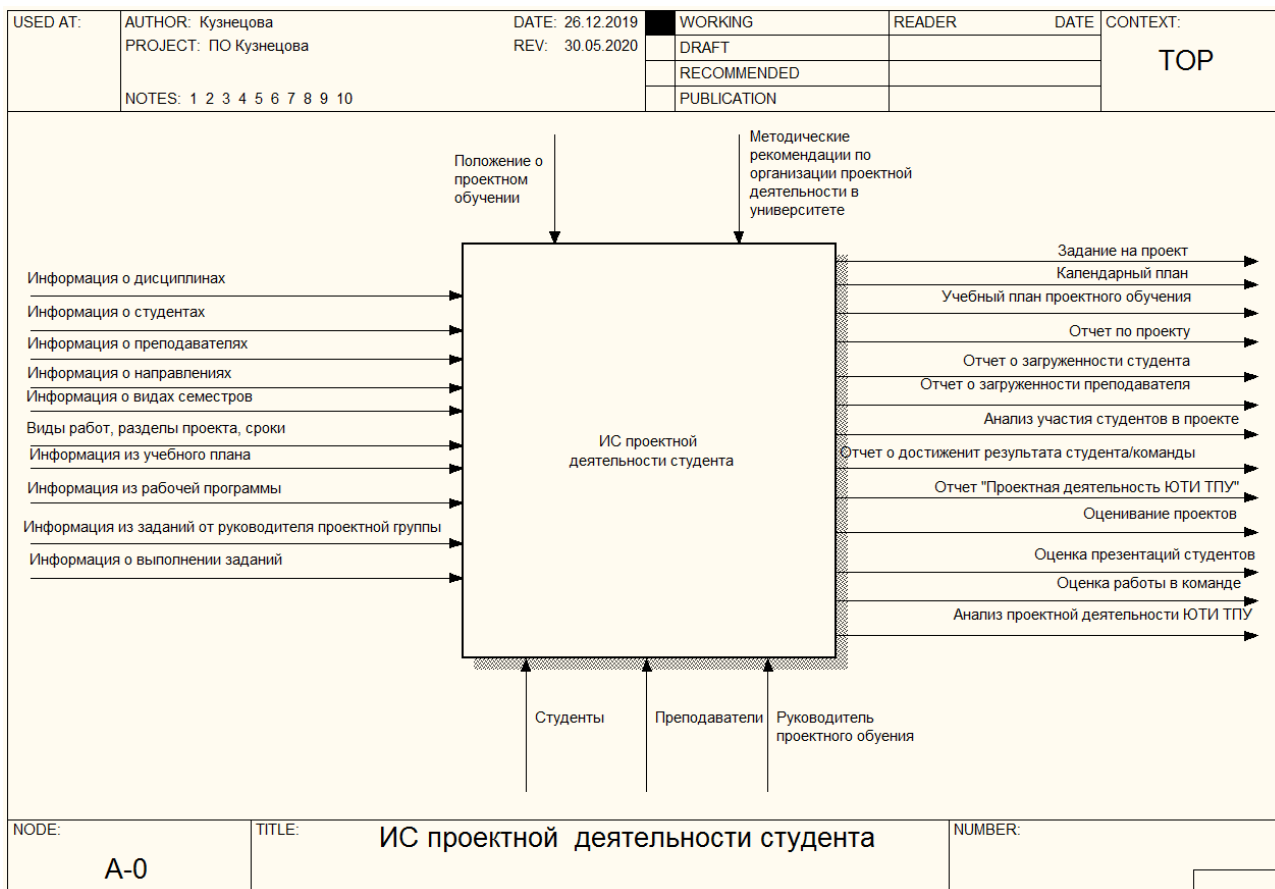 USED AT:
AUTHOR: Кузнецова
DATE: 26.12.2019
PROJECT: ПО Кузнецова
REV: 30.05.2020
NOTES: 1 2 3 4 5 6 7 8 9 10
WORKING
DRAFT
RECOMMENDED
PUBLICATION
READER
DATE
CONTEXT:
TOP
Положение о
проектном
обучении
Методические
рекомендации по
организации проектной
деятельности в
университете
Информация о дисциплинах
Информация о студентах
Информация о преподавателях
Информация о направлениях
Информация о видах семестров
Виды работ, разделы проекта, сроки
Информация из учебного плана
Информация из рабочей программы
Информация из заданий от руководителя проектной группы
Информация о выполнении заданий
ИС проектной
деятельности студента
Задание на проект
Календарный план
Учебный план проектного обучения
Отчет по проекту
Отчет о загруженности студента
Отчет о загруженности преподавателя
Анализ участия студентов в проекте
Отчет о достиженит результата студента/команды
Отчет "Проектная деятельность ЮТИ ТПУ"
Оценивание проектов
Оценка презентаций студентов
Оценка работы в команде
Анализ проектной деятельности ЮТИ ТПУ
Студенты
Преподаватели
Руководитель
проектного обуения
NODE:
A-0
TITLE:
ИС проектной деятельности студента
NUMBER: